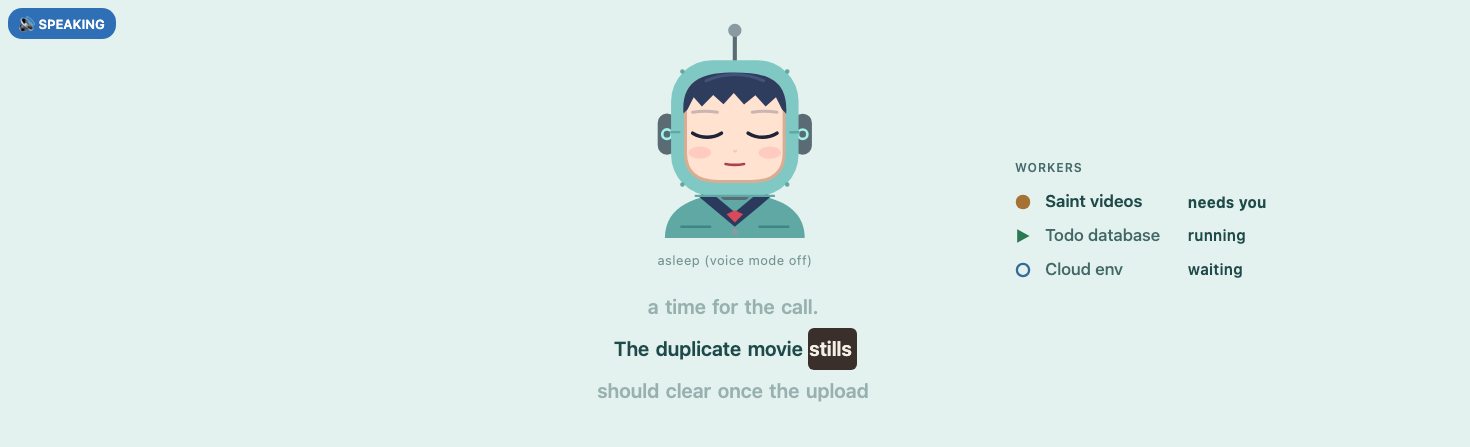 🔊 SPEAKING
asleep (voice mode off)
a time for the call.
The duplicate movie stills
should clear once the upload
WORKERS
Saint videos needs you
Todo database running
Cloud env waiting